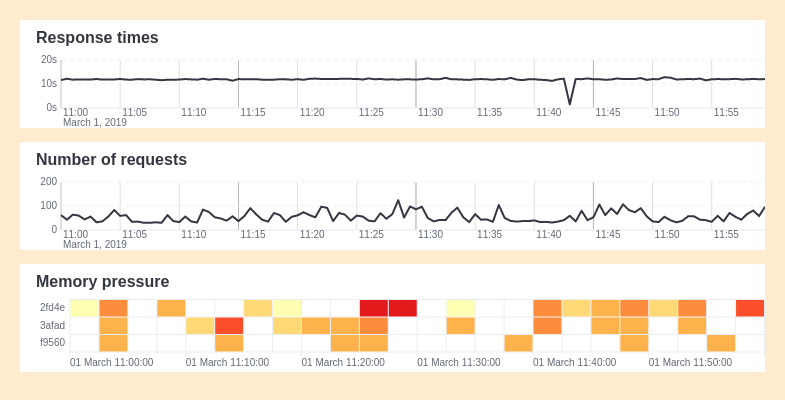 Response times
20s
10s
0s
11:00 11:05 11:10 11:15 11:20 11:25 11:30 11:35 11:40 11:45 11:50 11:55
March 1, 2019
Number of requests
200
100
0
11:00 11:05 11:10 11:15 11:20 11:25 11:30 11:35 11:40 11:45 11:50 11:55
March 1, 2019
Memory pressure
2fd4e
3afad
f9560
01 March 11:00:00 01 March 11:10:00 01 March 11:20:00 01 March 11:30:00 01 March 11:40:00 01 March 11:50:00